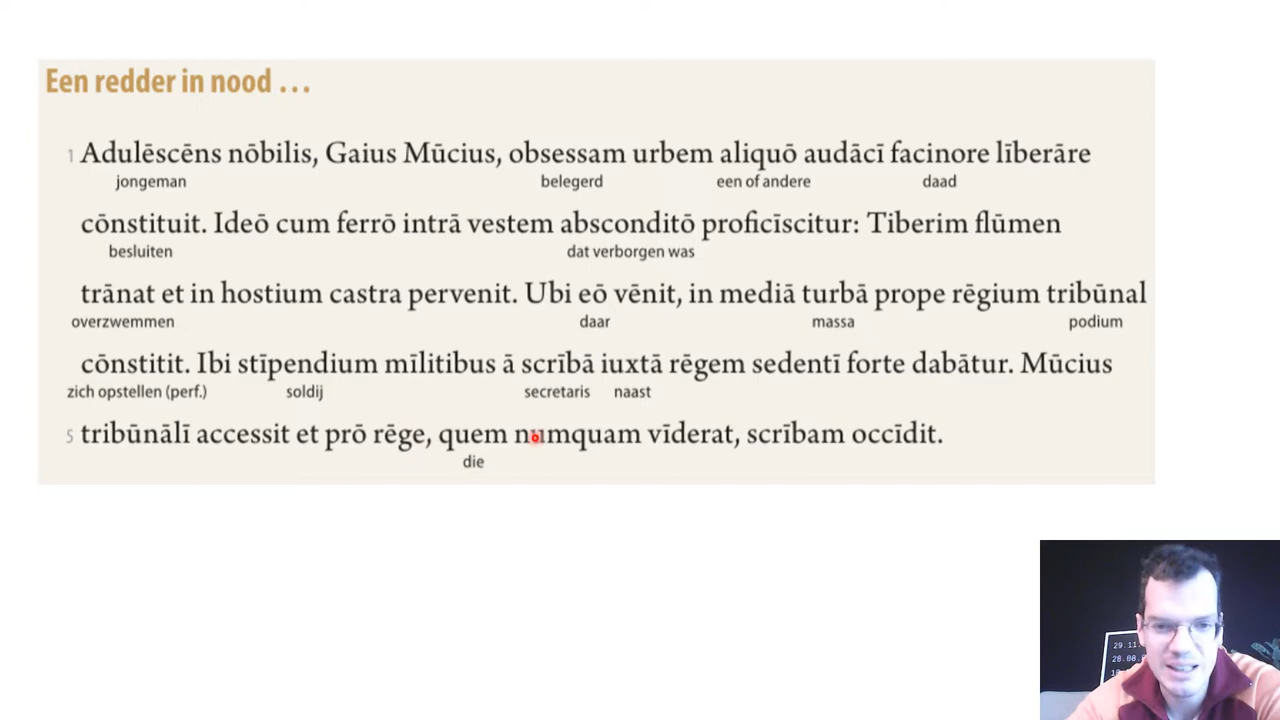 Een redder in nood ...
1 Adulēscēns nōbilis, Gaius Mūcius, obsessam urbem aliquō audācī facinore līberāre
jongeman belegerd een of andere daad
cōnstituit. Ideō cum ferrō intrā vestem absconditō proficīscitur: Tiberim flūmen
besluiten dat verborgen was
trānat et in hostium castra pervenit. Ubi eō vēnit, in mediā turbā prope rēgium tribūnal
overzwemmen daar massa podium
cōnstitit. Ibi stīpendium mīlitibus ā scrībā iuxtā rēgem sedentī forte dabātur. Mūcius
zich opstellen (perf.) soldij secretaris naast
5 tribūnālī accessit et prō rēge, quem numquam vīderat, scrībam occīdit.
die
29.11
28.08.